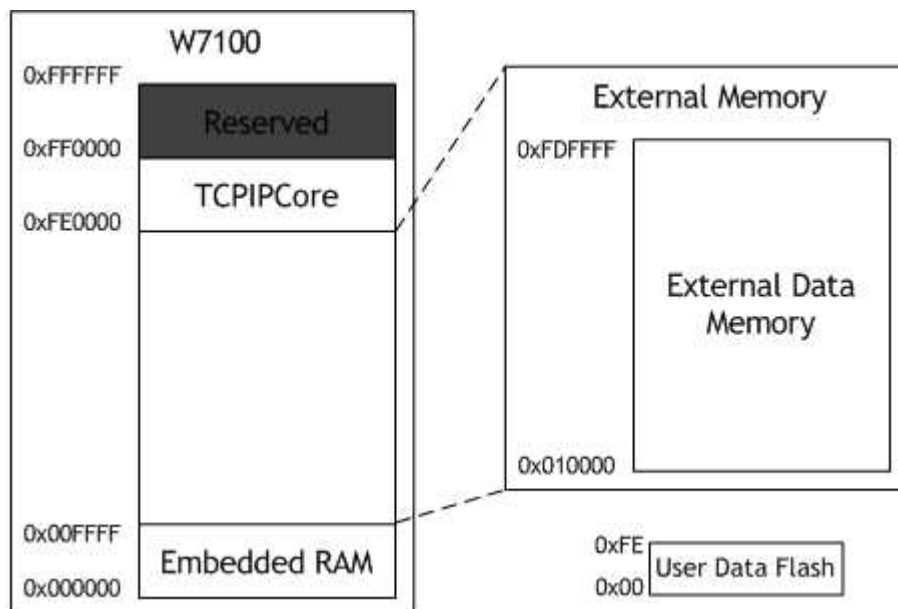 W7100
0xFFFFFF
Reserved
0xFF0000
TCPIPCore
0xFE0000
0x00FFFF
Embedded RAM
0x000000
External Memory
0xFDFFFF
External Data
Memory
0x010000
0xFE
User Data Flash
0x00